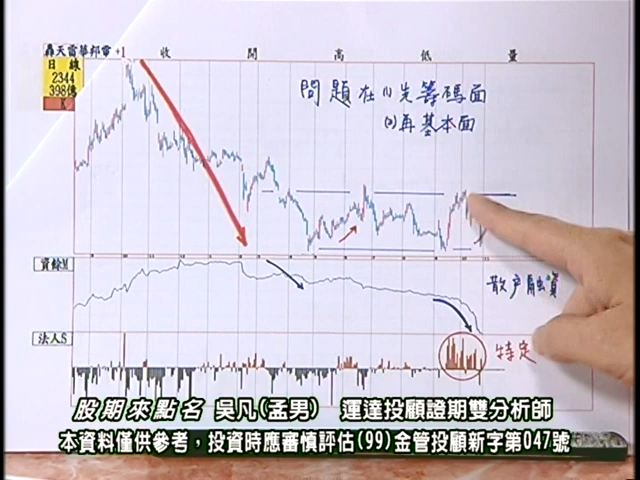 轟天雷華邦電 +1 收 開 高 低 量
日 線
2344
398億
K
問題在(1)先籌碼面
(2)再基本面
資餘M
散戶融資
法人S
特定
股期來點名 吳凡(孟男) 運達投顧證期雙分析師
本資料僅供參考，投資時應審慎評估(99)金管投顧新字第047號